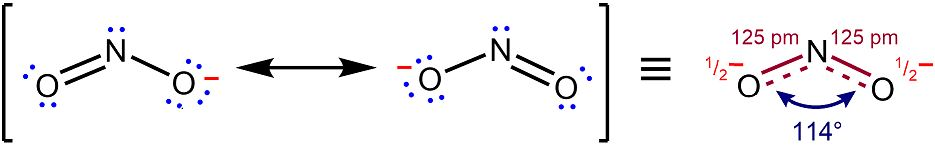 N O O −
N − O O
≡
125 pm N 125 pm
1/2− O O 1/2−
114°